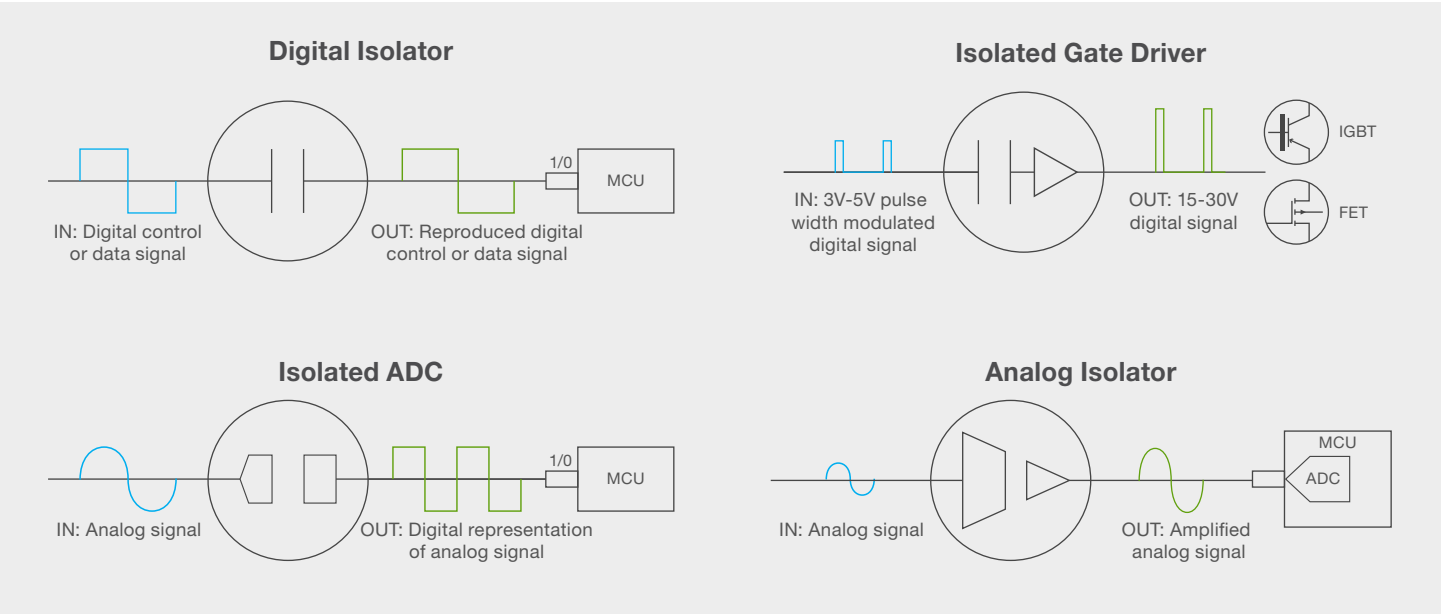 Digital Isolator
1/0
MCU
IN: Digital control
or data signal
OUT: Reproduced digital
control or data signal
Isolated Gate Driver
IGBT
FET
IN: 3V-5V pulse
width modulated
digital signal
OUT: 15-30V
digital signal
Isolated ADC
1/0
MCU
IN: Analog signal
OUT: Digital representation
of analog signal
Analog Isolator
MCU
ADC
IN: Analog signal
OUT: Amplified
analog signal